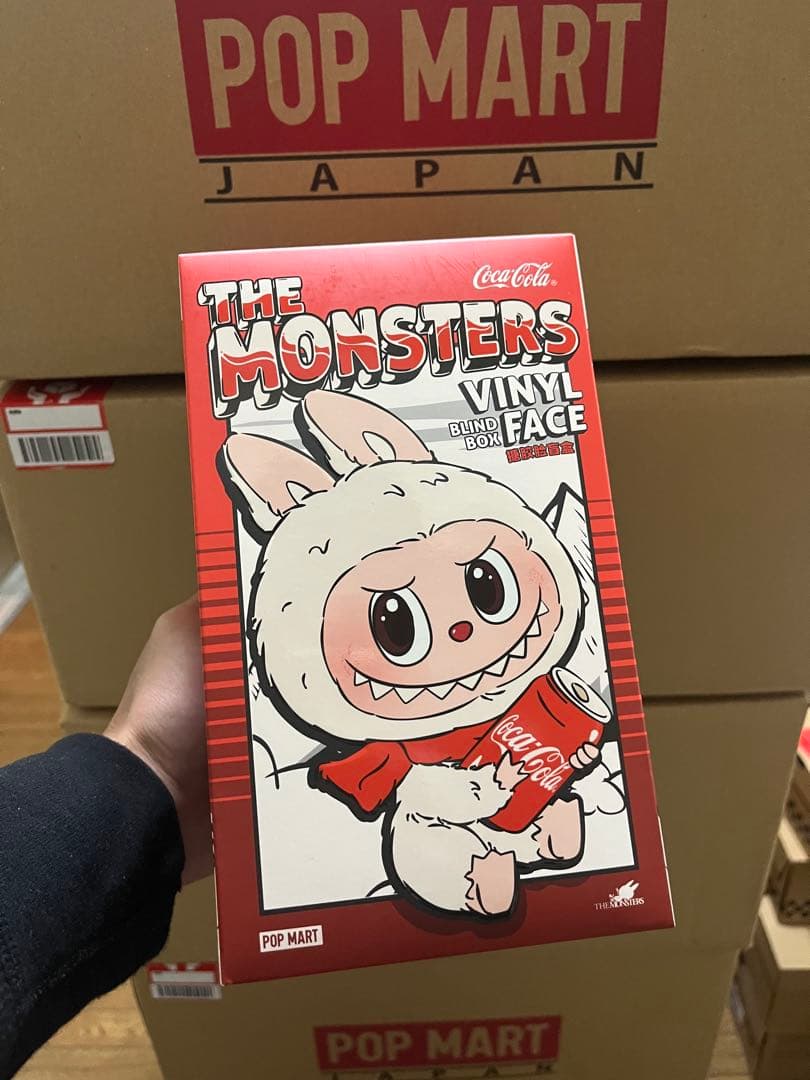 POP MART
JAPAN
Coca-Cola®
THE
MONSTERS
VINYL
BLIND
BOX
FACE
搪胶脸盲盒
Coca-Cola
POP MART
THE MONSTERS
POP MART
JAPAN